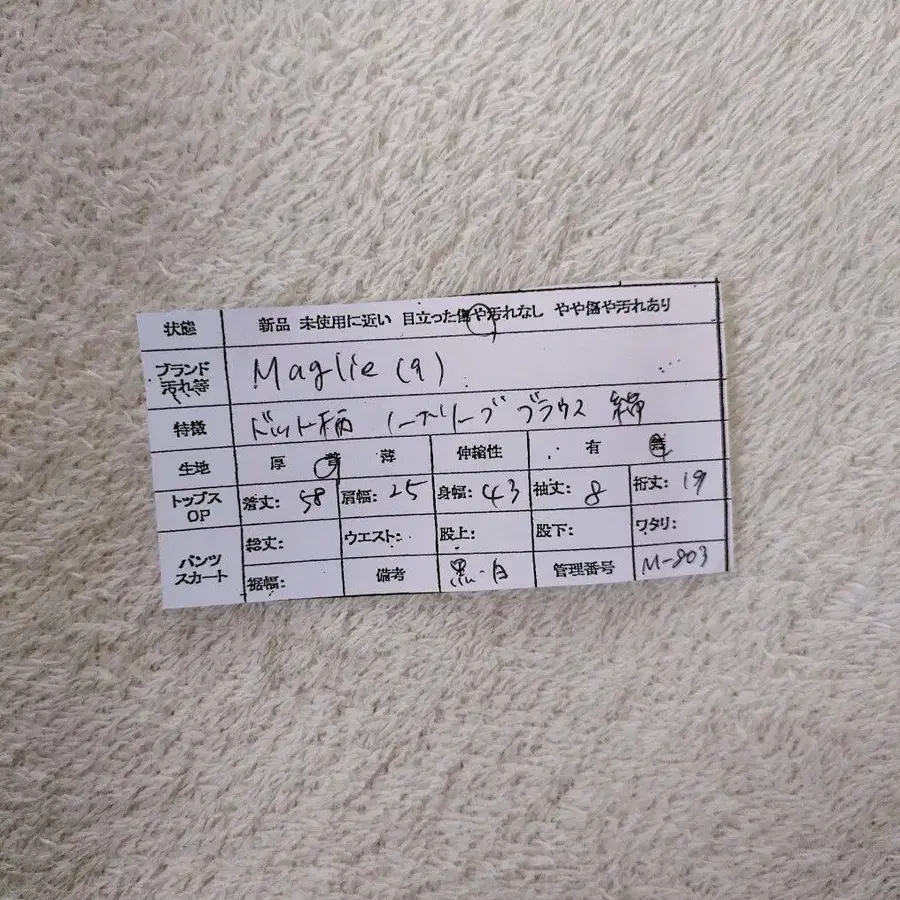 状態 新品 未使用に近い 目立った傷や汚れなし やや傷や汚れあり
ブランド 汚れ等 Maglie (9)
特徴 ドット柄 ノースリーブ ブラウス 綿
生地 厚 普 薄 伸縮性 有 無
トップス OP 着丈: 58 肩幅: 25 身幅: 43 袖丈: 8 裄丈: 19
パンツ スカート 総丈: ウエスト: 股上: 股下: ワタリ:
裾幅: 備考 黒・白 管理番号 M-803